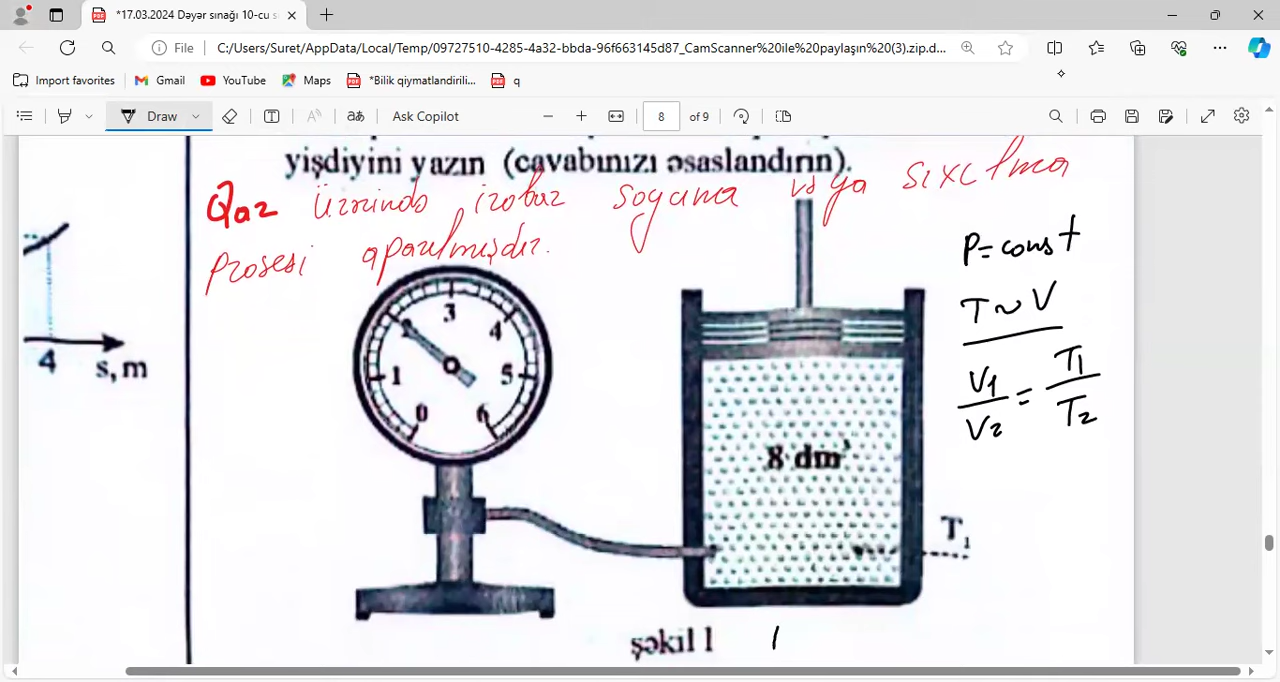 *17.03.2024 Dəyər sınağı 10-cu s
File C:/Users/Suret/AppData/Local/Temp/09727510-4285-4a32-bbda-96f663145d87_CamScanner%20ile%20paylaşın%20(3).zip.d...
Import favorites Gmail YouTube Maps *Bilik qiymatlandirili... q
Draw Ask Copilot 8 of 9
yişdiyini yazın (cavabınızı əsaslandırın).
Qaz üzərində izobar soyuma və ya sıxılma
prosesi aparılmışdır.
P=const
T~V
V1/V2 = T1/T2
0 1 2 3 4 5 6
4 s, m
8 dm³
T₁
şəkil 1